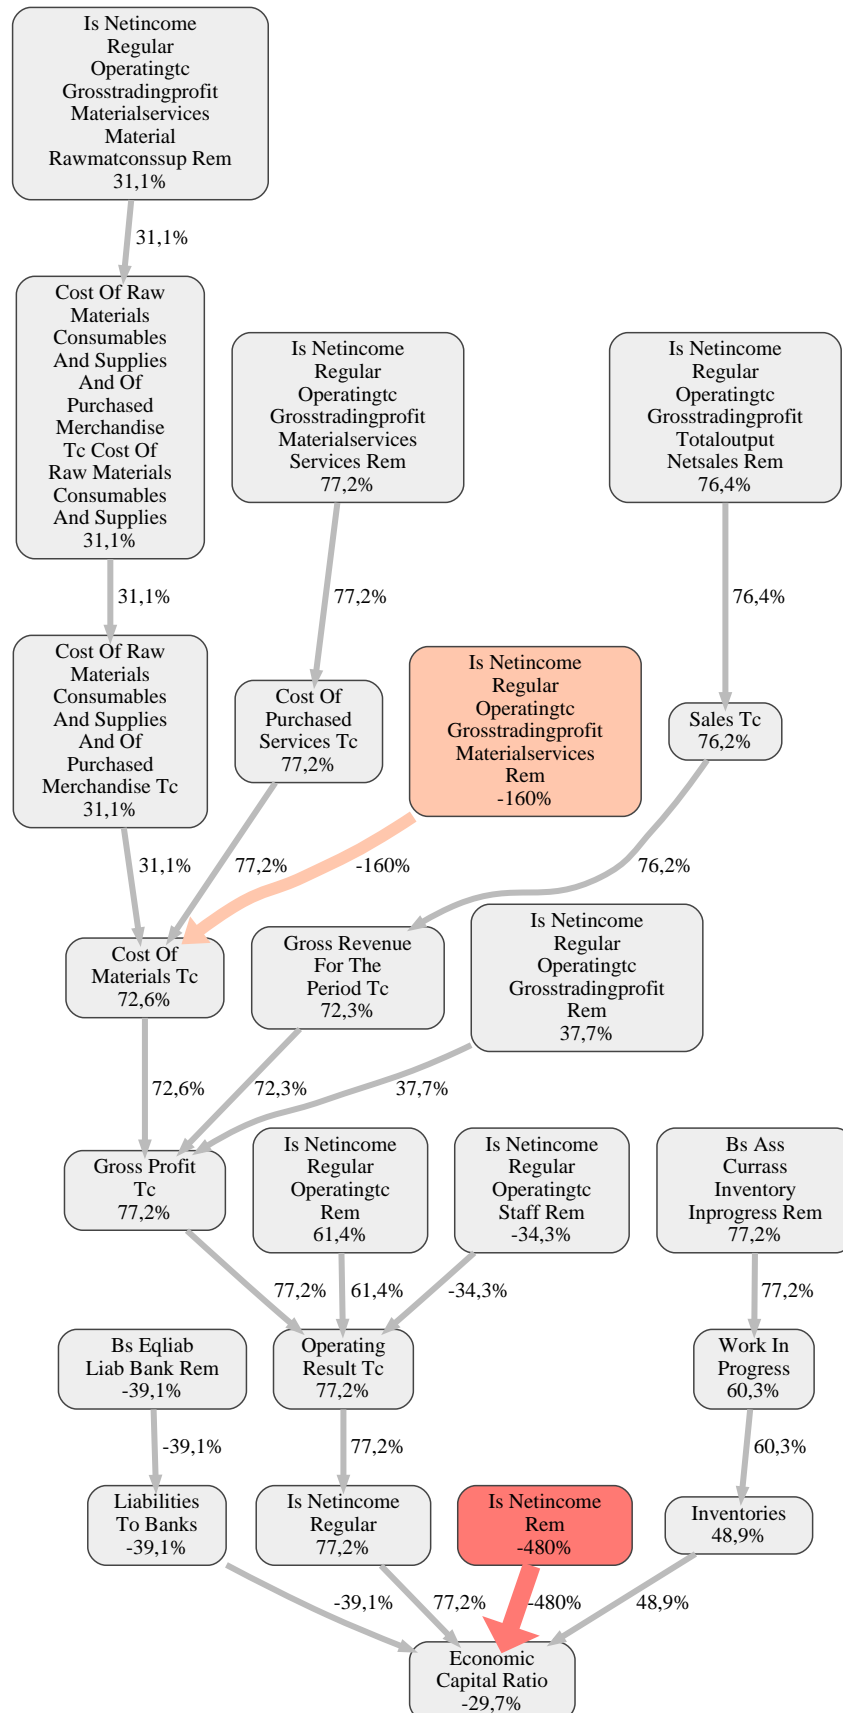 Is Netincome
Regular
Operatingtc
Grosstradingprofit
Materialservices
Material
Rawmatconssup Rem
31,1%
31,1%
Cost Of Raw
Materials
Consumables
And Supplies
And Of
Purchased
Merchandise
Tc Cost Of
Raw Materials
Consumables
And Supplies
31,1%
Is Netincome
Regular
Operatingtc
Grosstradingprofit
Materialservices
Services Rem
77,2%
Is Netincome
Regular
Operatingtc
Grosstradingprofit
Totaloutput
Netsales Rem
76,4%
31,1%
77,2%
76,4%
Cost Of Raw
Materials
Consumables
And Supplies
And Of
Purchased
Merchandise Tc
31,1%
Cost Of
Purchased
Services Tc
77,2%
Is Netincome
Regular
Operatingtc
Grosstradingprofit
Materialservices
Rem
-160%
Sales Tc
76,2%
31,1%
77,2%
-160%
76,2%
Cost Of
Materials Tc
72,6%
Gross Revenue
For The
Period Tc
72,3%
Is Netincome
Regular
Operatingtc
Grosstradingprofit
Rem
37,7%
72,6%
72,3%
37,7%
Gross Profit
Tc
77,2%
Is Netincome
Regular
Operatingtc
Rem
61,4%
Is Netincome
Regular
Operatingtc
Staff Rem
-34,3%
Bs Ass
Currass
Inventory
Inprogress Rem
77,2%
77,2%
61,4%
-34,3%
77,2%
Bs Eqliab
Liab Bank Rem
-39,1%
Operating
Result Tc
77,2%
Work In
Progress
60,3%
-39,1%
77,2%
60,3%
Liabilities
To Banks
-39,1%
Is Netincome
Regular
77,2%
Is Netincome
Rem
-480%
Inventories
48,9%
-39,1%
77,2%
-480%
48,9%
Economic
Capital Ratio
-29,7%